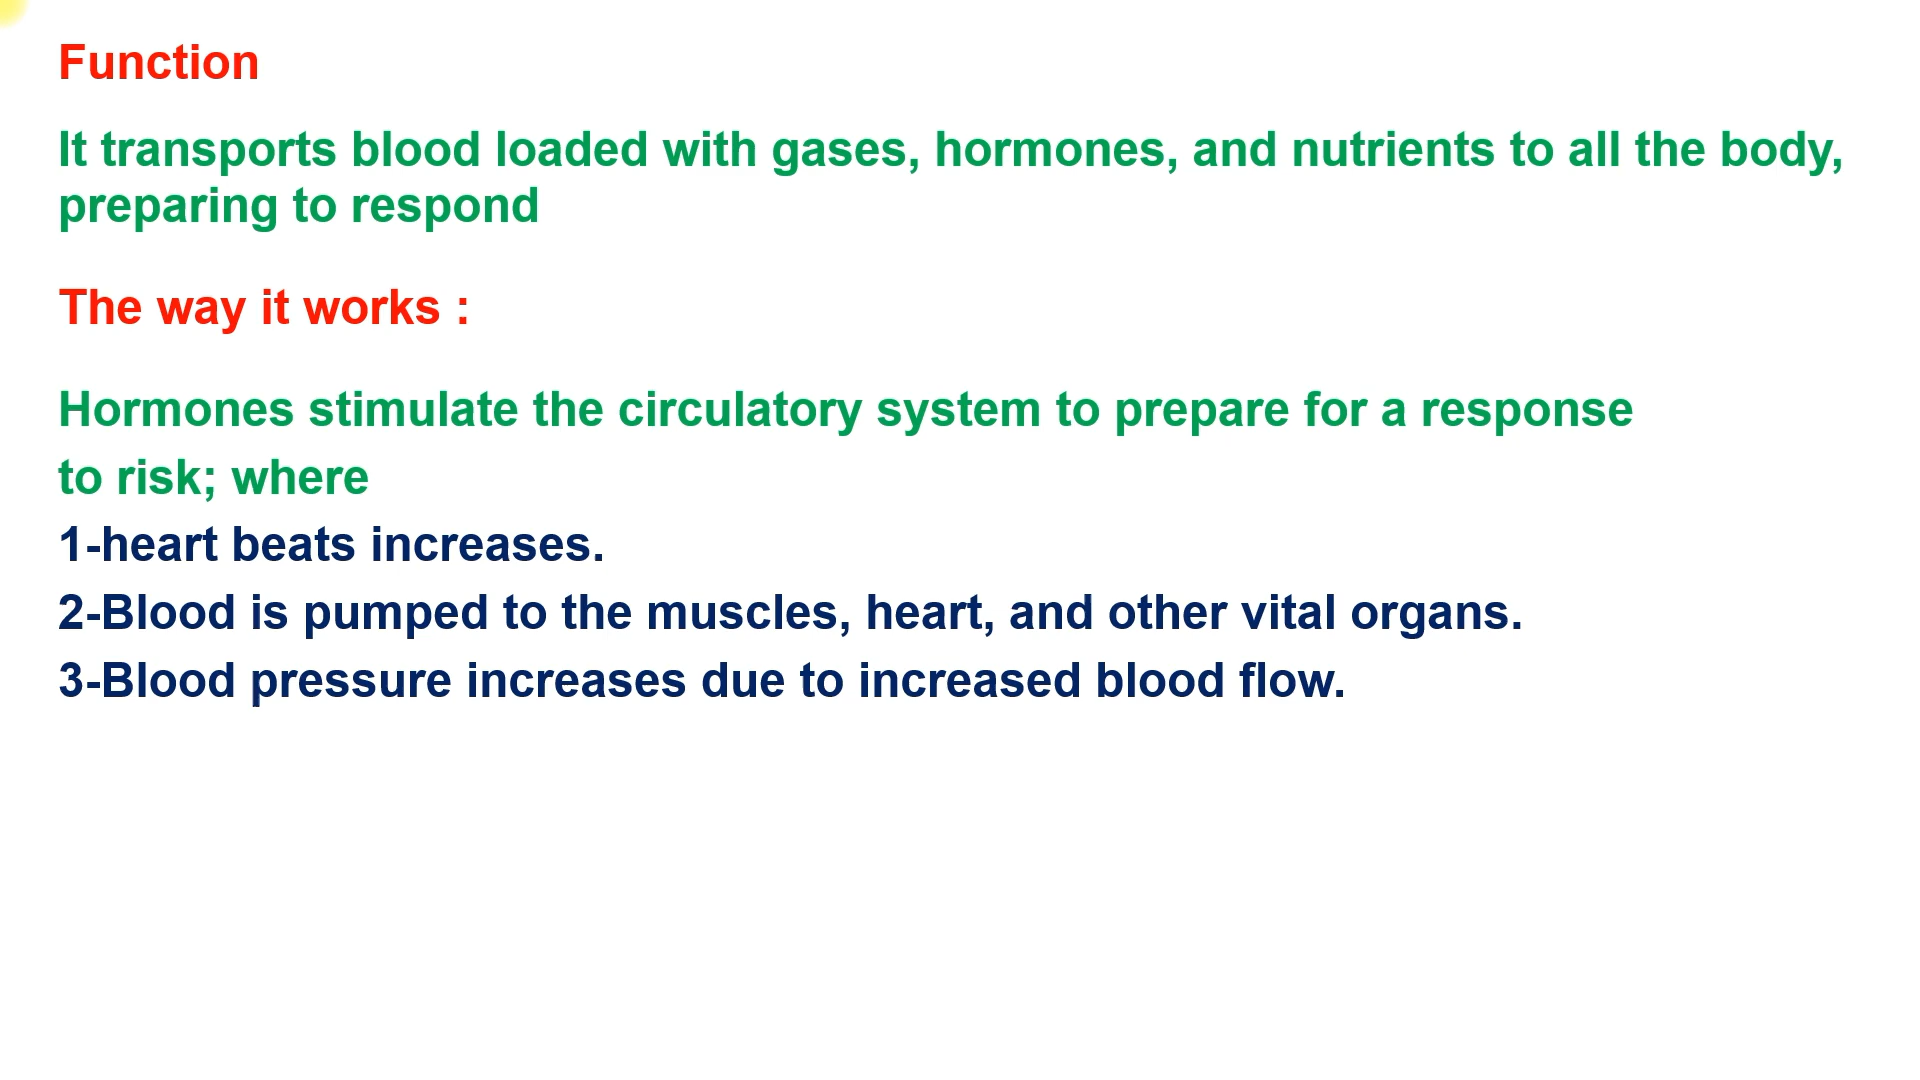 Function
It transports blood loaded with gases, hormones, and nutrients to all the body,
preparing to respond
The way it works :
Hormones stimulate the circulatory system to prepare for a response
to risk; where
1-heart beats increases.
2-Blood is pumped to the muscles, heart, and other vital organs.
3-Blood pressure increases due to increased blood flow.